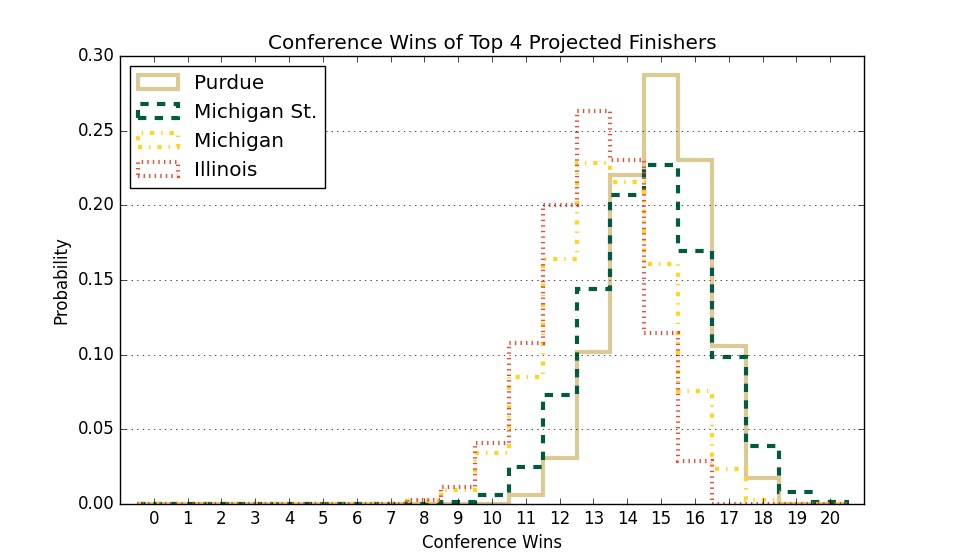 Conference Wins of Top 4 Projected Finishers
0.30
0.25
0.20
0.15
0.10
0.05
0.00
Probability
Purdue
Michigan St.
Michigan
Illinois
0 1 2 3 4 5 6 7 8 9 10 11 12 13 14 15 16 17 18 19 20
Conference Wins